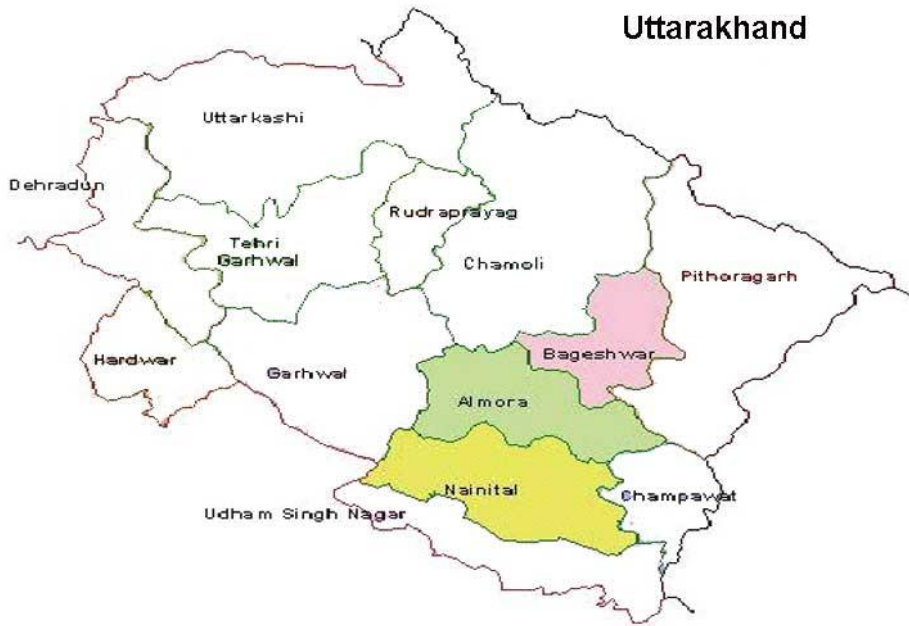 Uttarakhand
Uttarkashi
Dehradun
Rudraprayag
Tehri
Garhwal
Chamoli
Pithoragarh
Hardwar
Garhwal
Bageshwar
Almora
Nainital
Champawat
Udham Singh Nagar